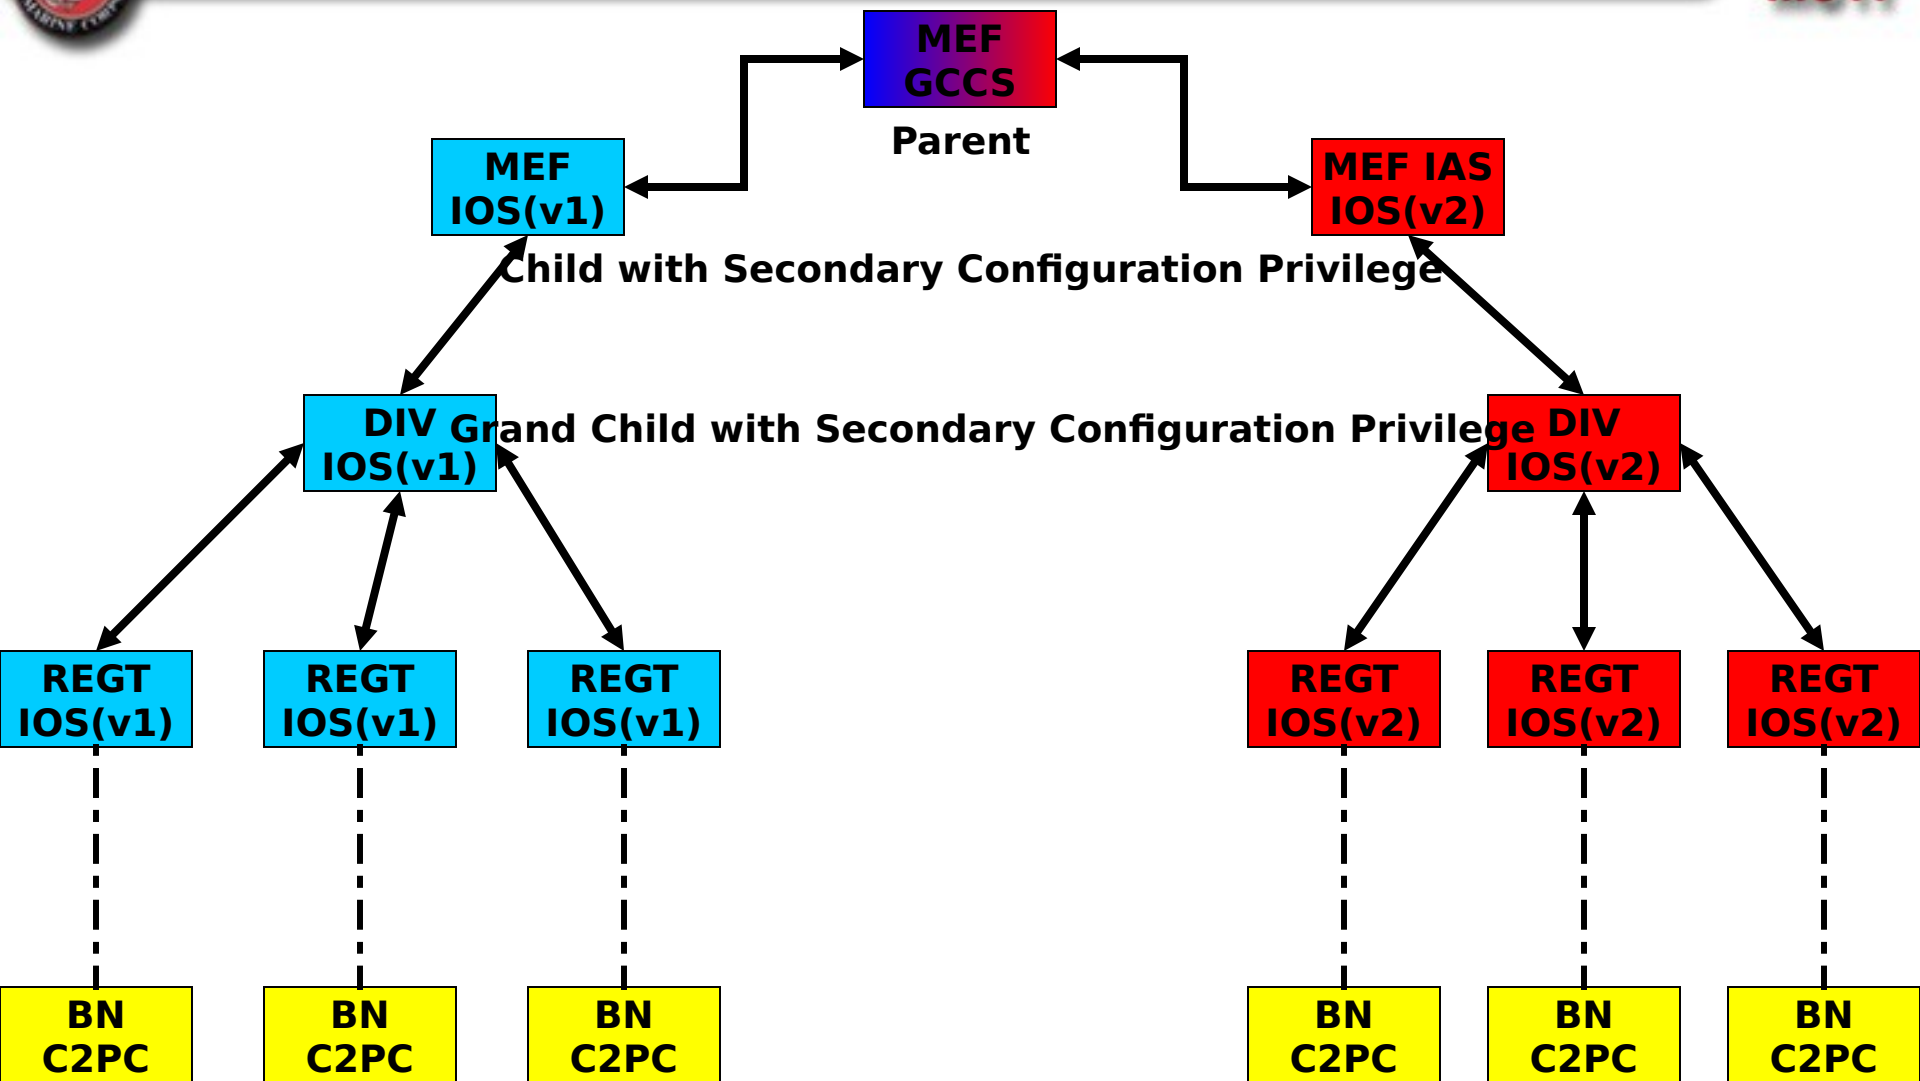 MARINE CORP
MEF
GCCS
Parent
MEF
IOS(v1)
MEF IAS
IOS(v2)
Child with Secondary Configuration Privilege
DIV
IOS(v1)
Grand Child with Secondary Configuration Privilege
DIV
IOS(v2)
REGT
IOS(v1)
REGT
IOS(v1)
REGT
IOS(v1)
REGT
IOS(v2)
REGT
IOS(v2)
REGT
IOS(v2)
BN
C2PC
BN
C2PC
BN
C2PC
BN
C2PC
BN
C2PC
BN
C2PC